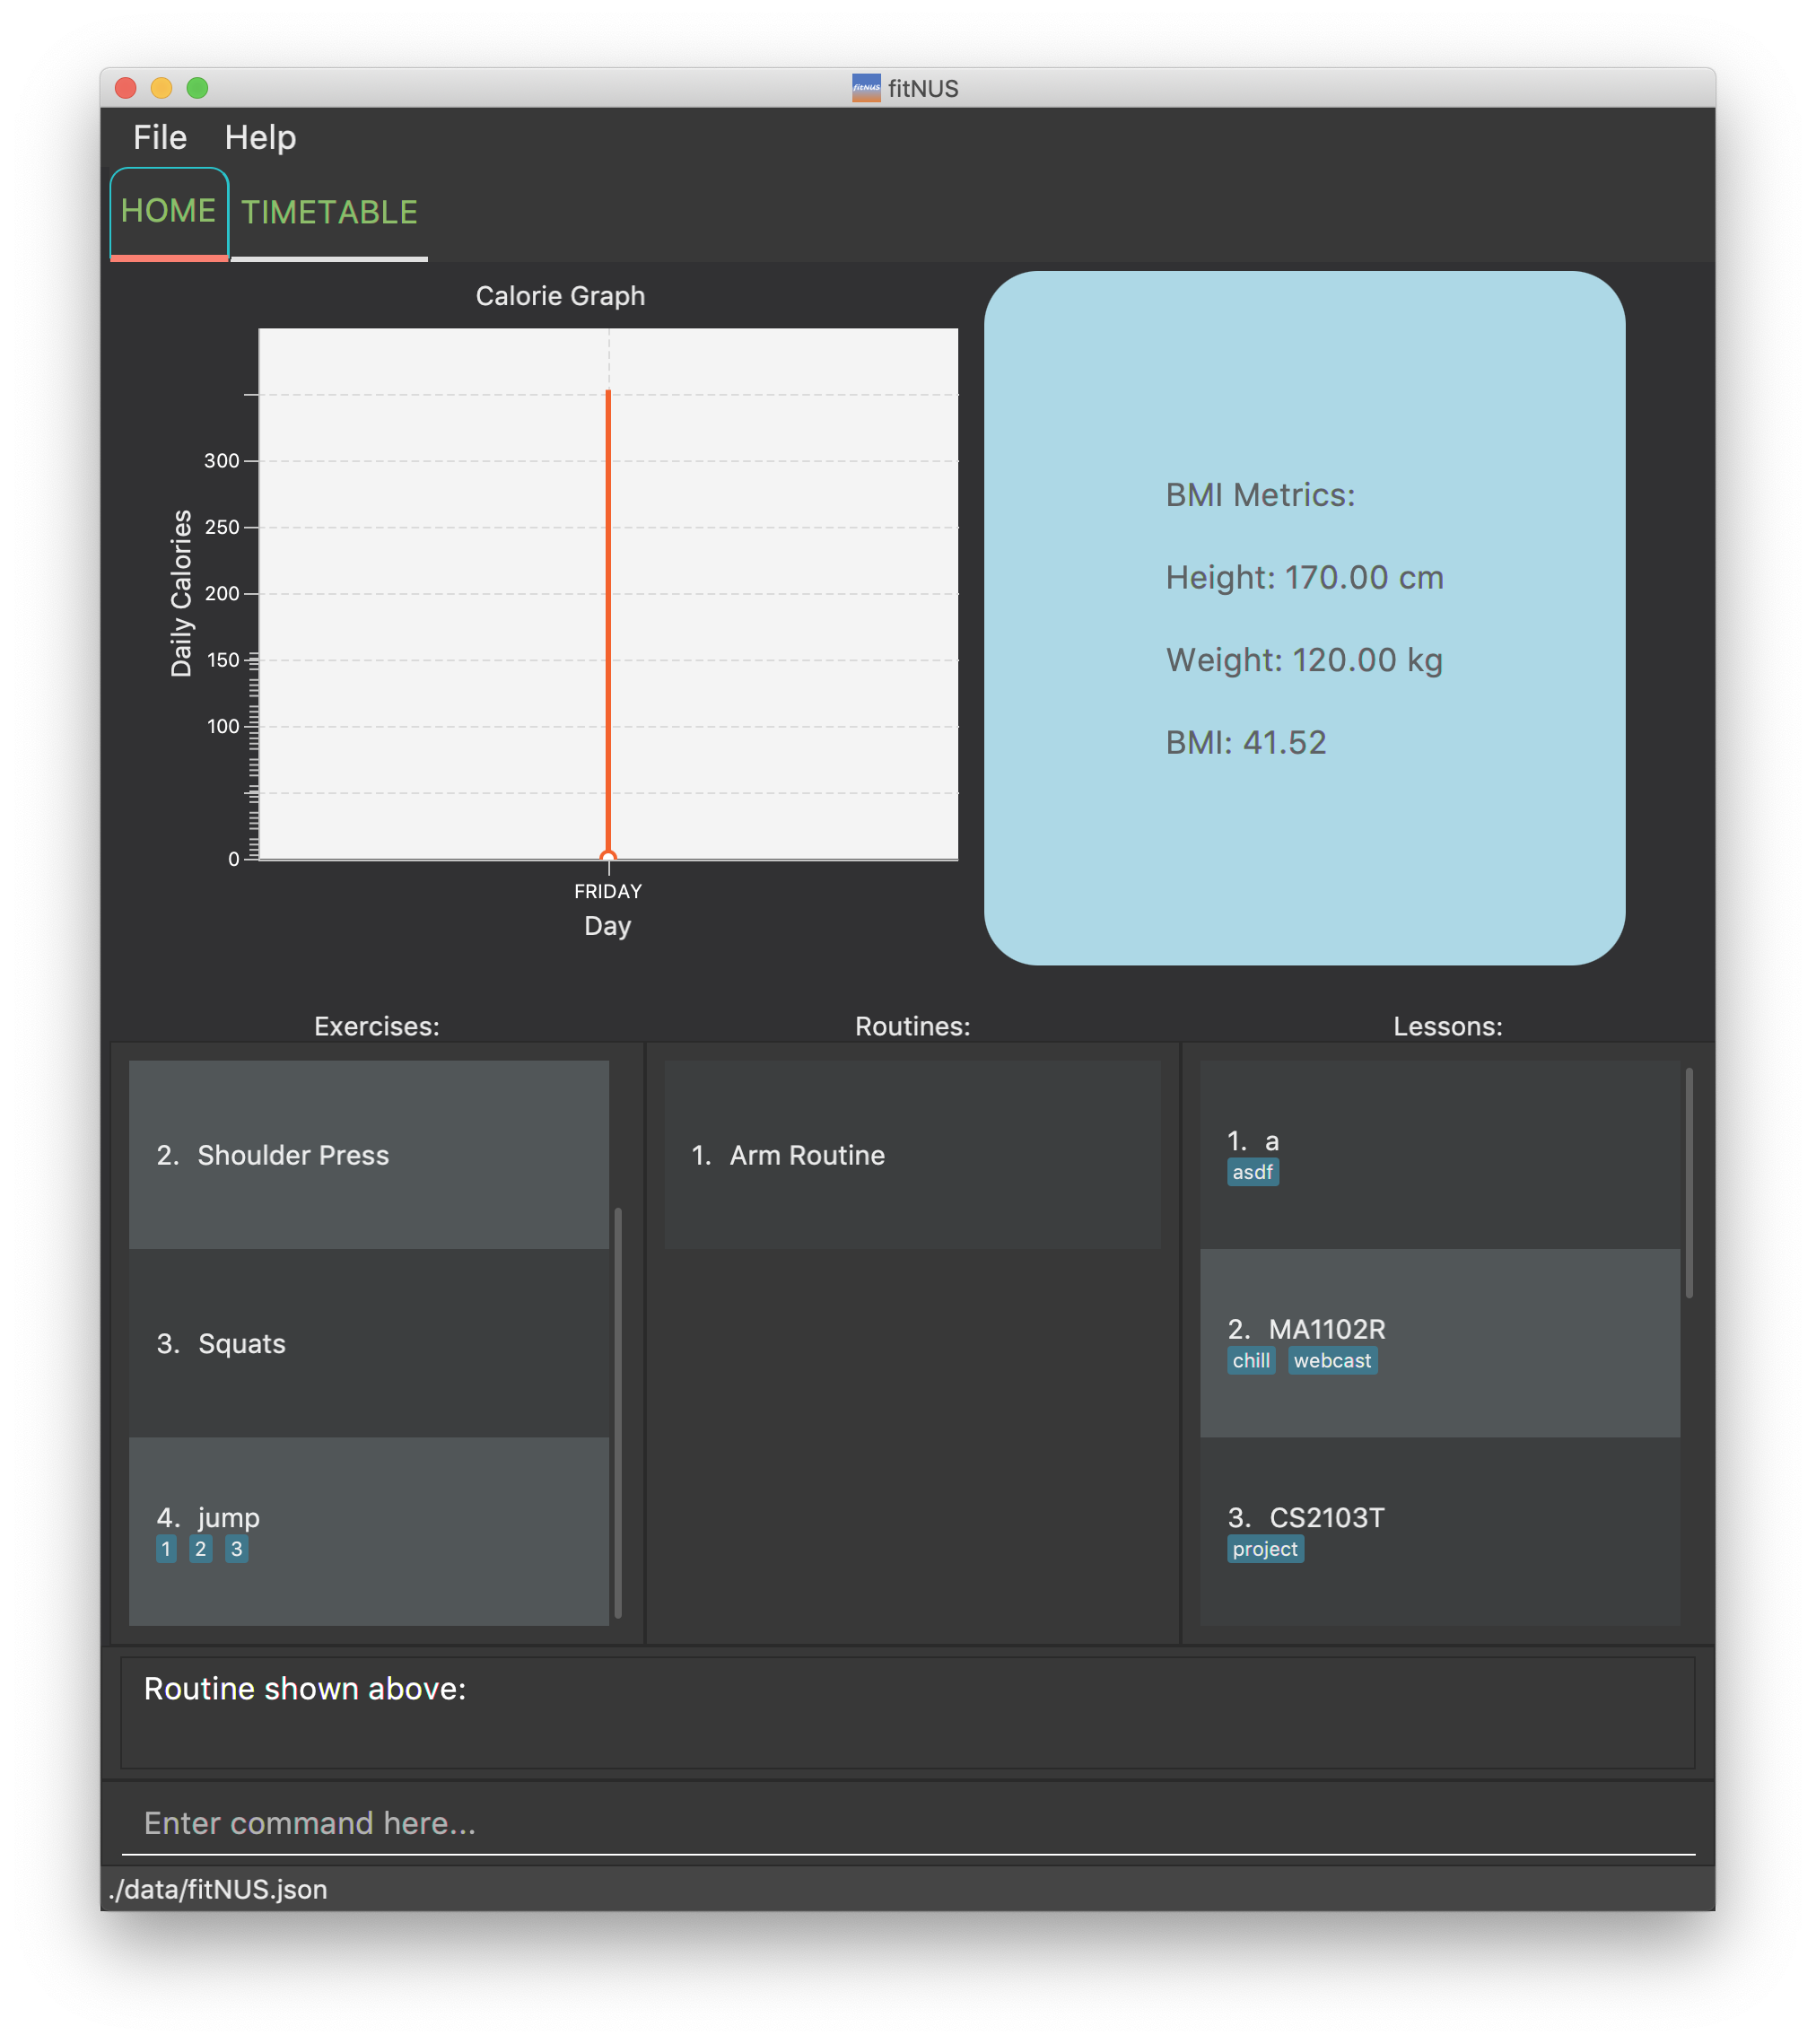 fitNUS fitNUS
File Help
HOME TIMETABLE
Calorie Graph
Daily Calories
300
250
200
150
100
0
FRIDAY
Day
BMI Metrics:
Height: 170.00 cm
Weight: 120.00 kg
BMI: 41.52
Exercises:
2. Shoulder Press
3. Squats
4. jump
1 2 3
Routines:
1. Arm Routine
Lessons:
1. a
asdf
2. MA1102R
chill webcast
3. CS2103T
project
Routine shown above:
Enter command here...
./data/fitNUS.json